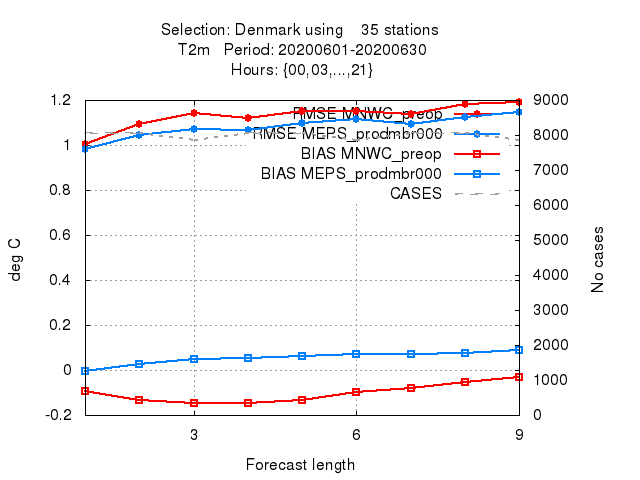 Selection: Denmark using    35 stations
T2m   Period: 20200601-20200630
Hours: {00,03,...,21}
RMSE MNWC_preop
RMSE MEPS_prodmbr000
BIAS MNWC_preop
BIAS MEPS_prodmbr000
CASES
1.2
1
0.8
0.6
0.4
0.2
0
-0.2
deg C
9000
8000
7000
6000
5000
4000
3000
2000
1000
0
No cases
3
6
9
Forecast length